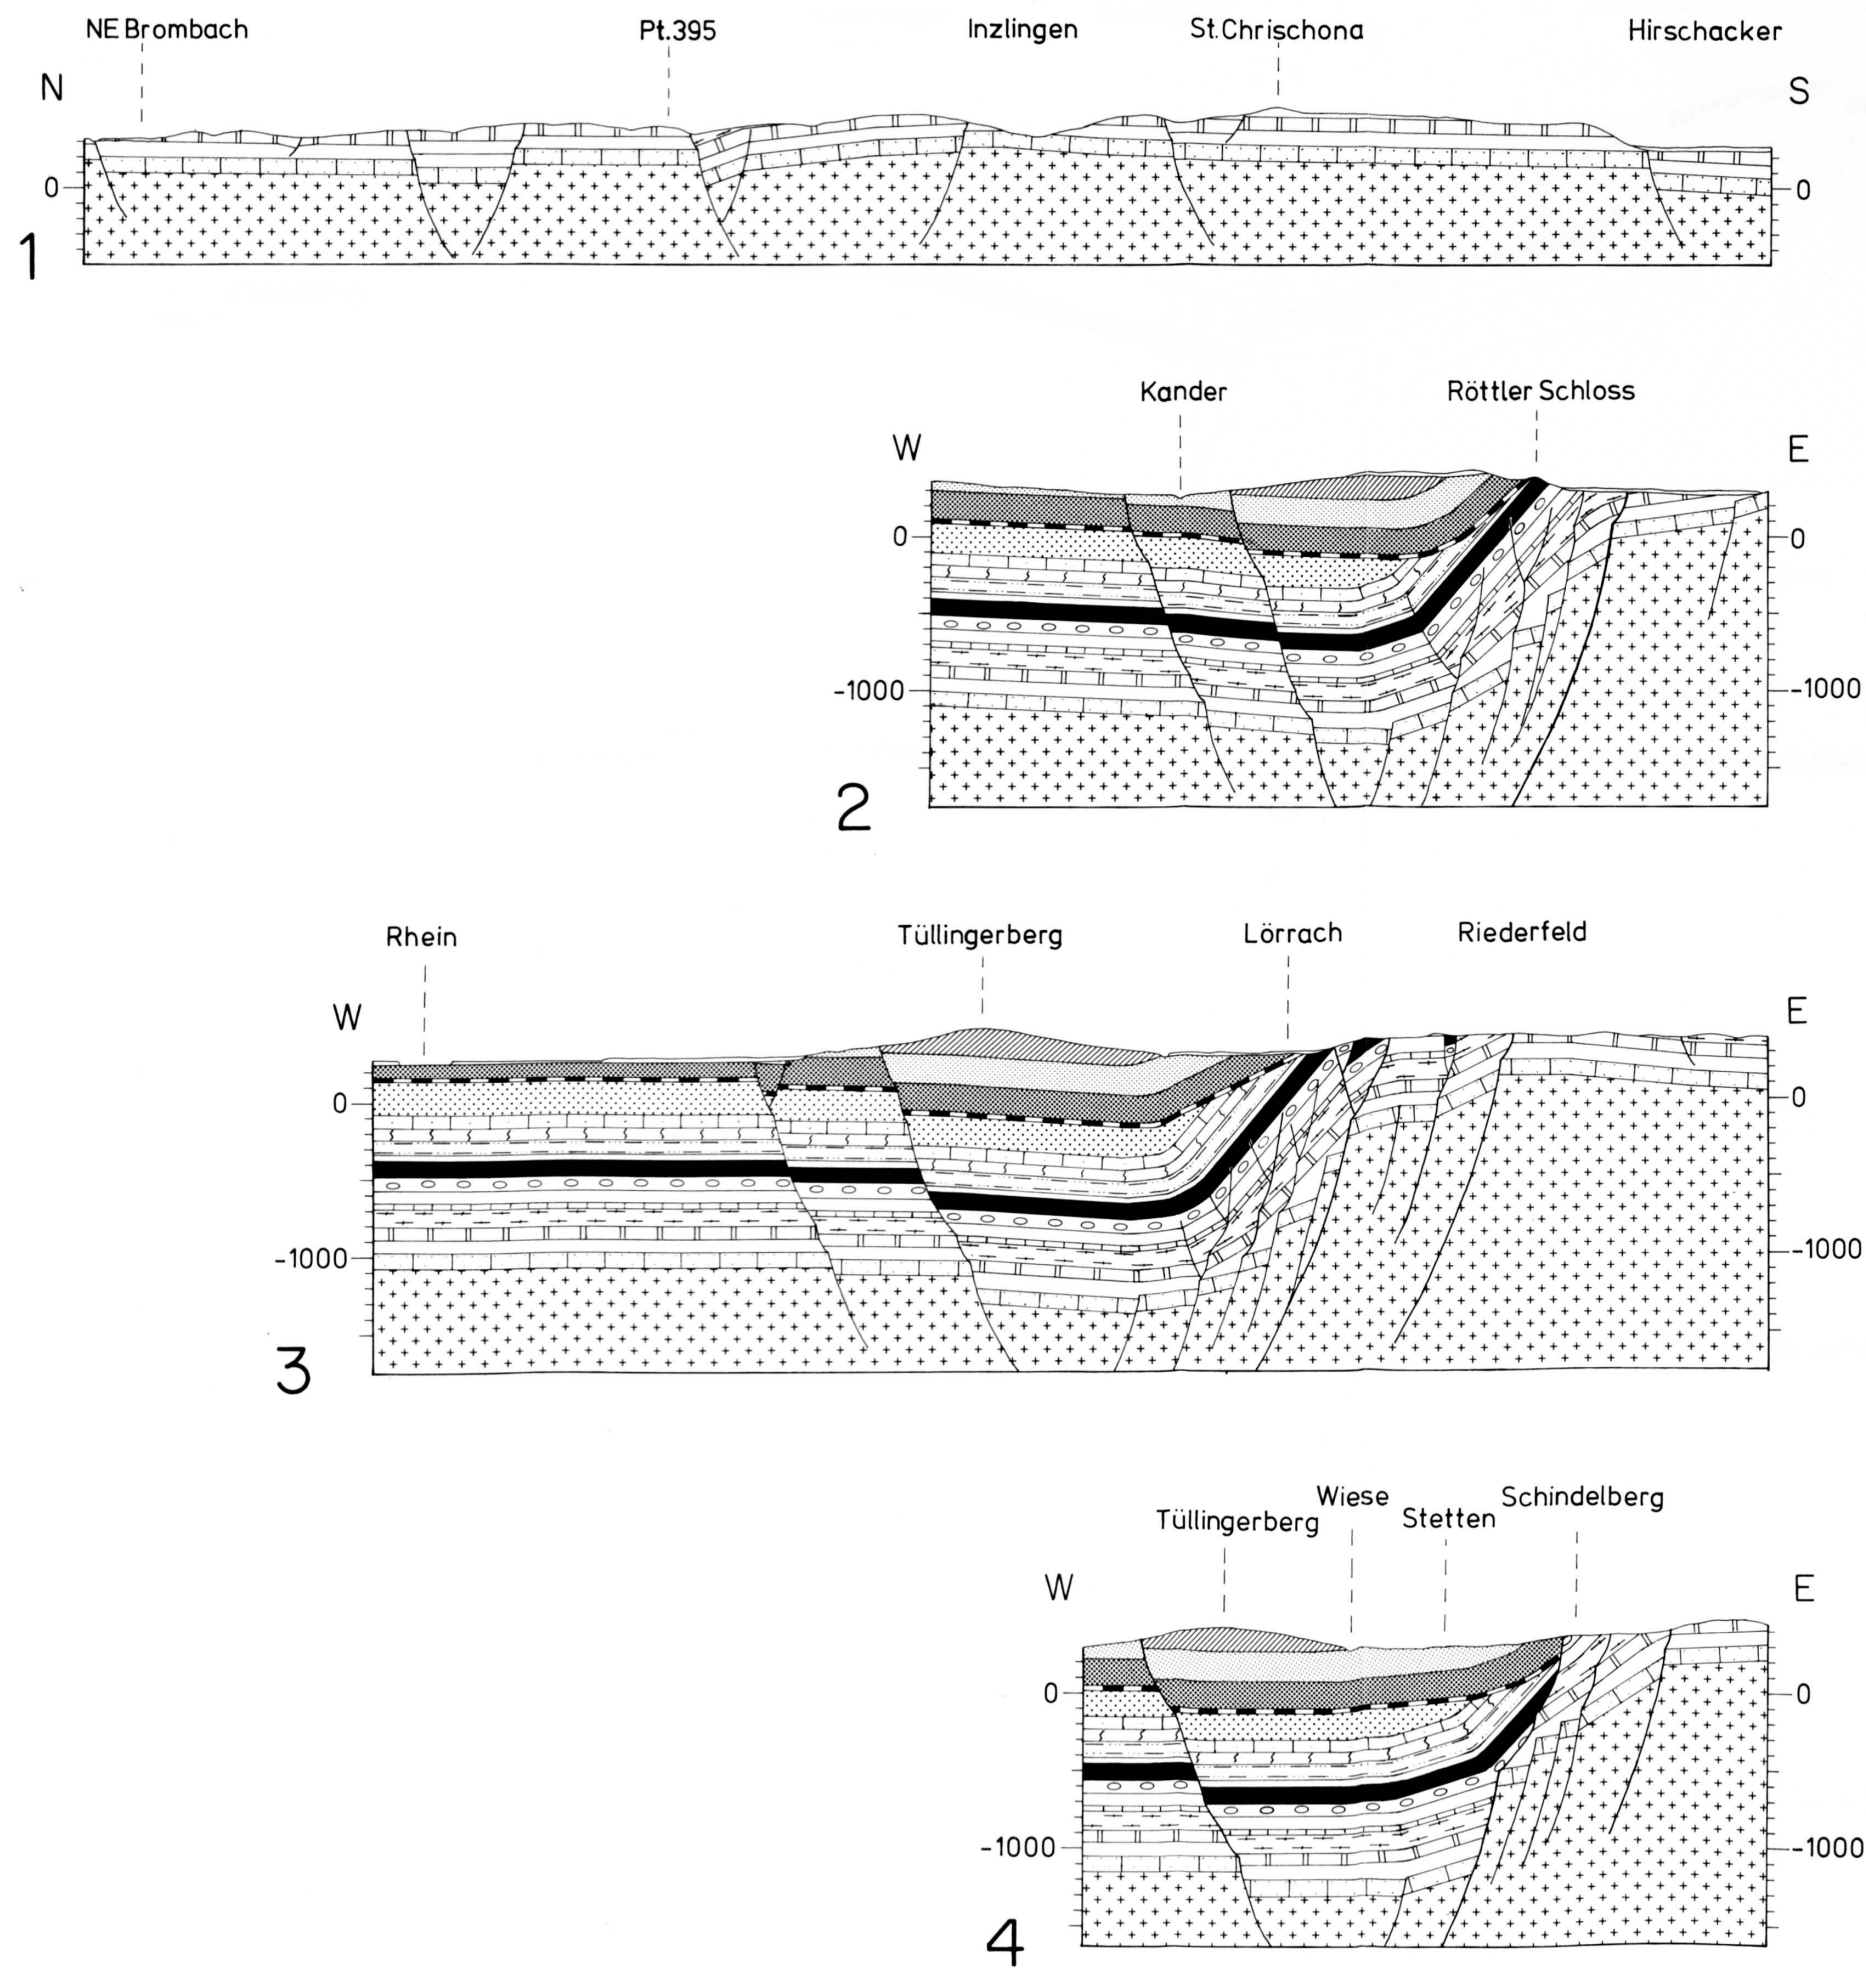 NE Brombach Pt.395 Inzlingen St.Chrischona Hirschacker
N S
0 0
1
Kander Röttler Schloss
W E
0 0
-1000 -1000
2
Rhein Tüllingerberg Lörrach Riederfeld
W E
0 0
-1000 -1000
3
Wiese Schindelberg
Tüllingerberg Stetten
W E
0 0
-1000 -1000
4